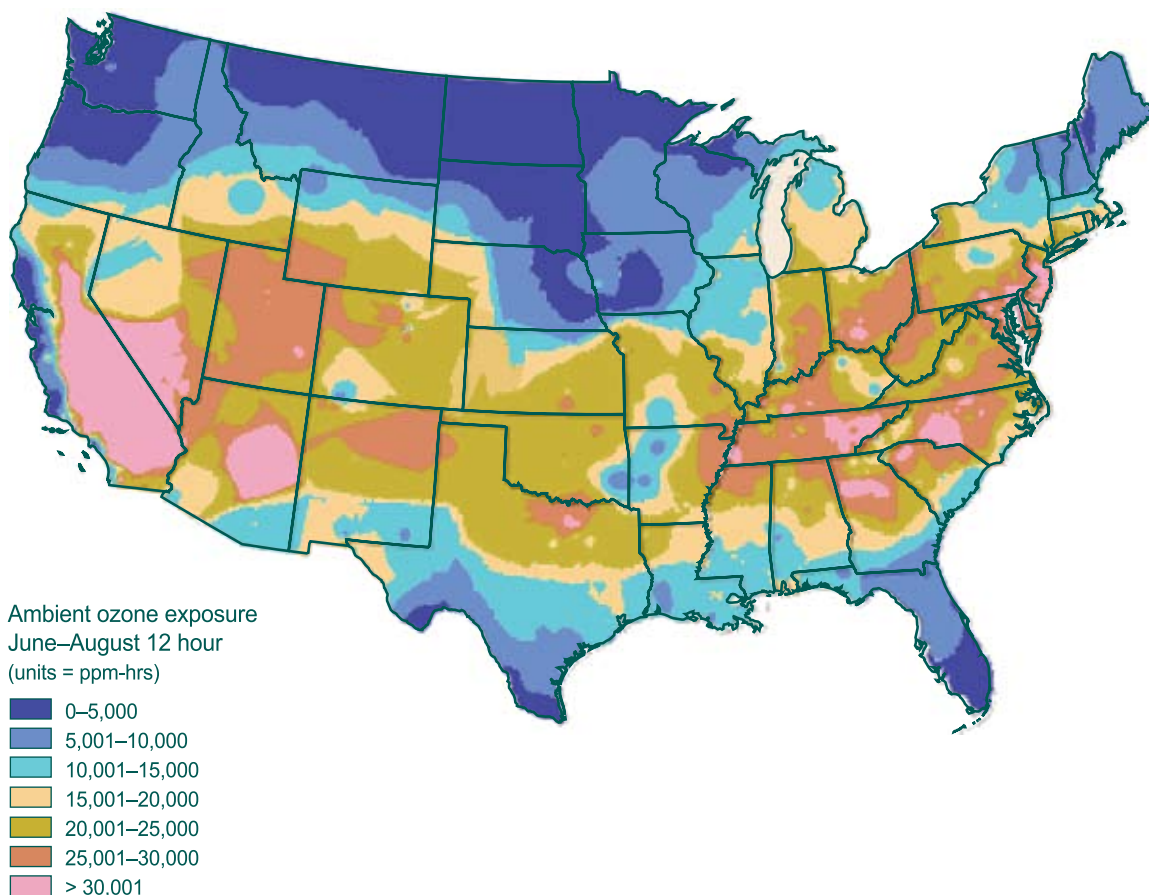 Ambient ozone exposure
June–August 12 hour
(units = ppm-hrs)
0–5,000
5,001–10,000
10,001–15,000
15,001–20,000
20,001–25,000
25,001–30,000
> 30.001